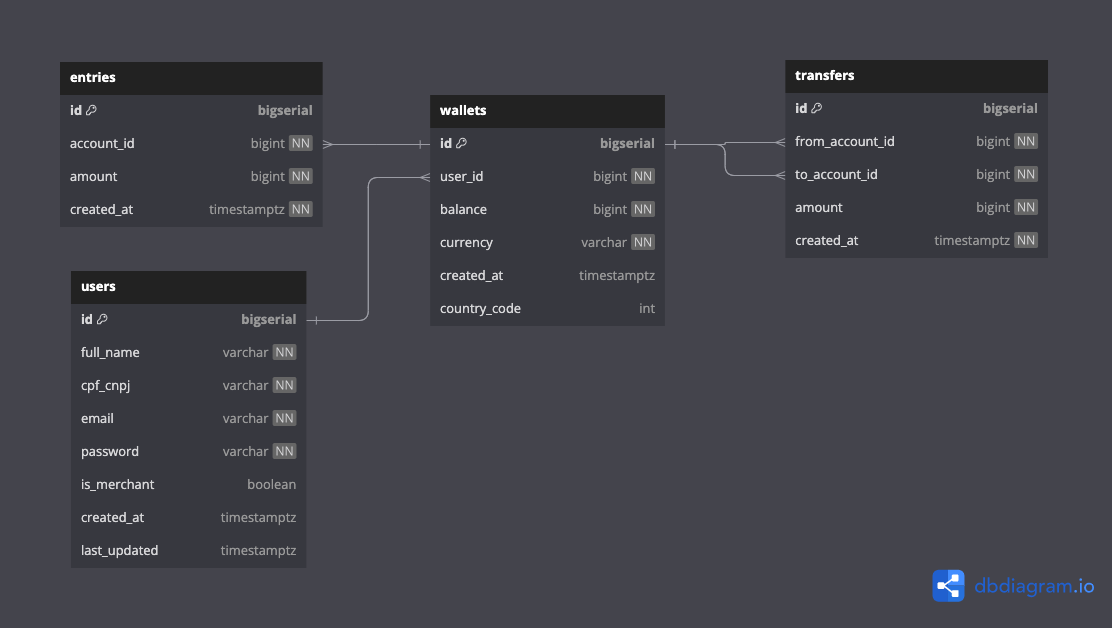 entries
id bigserial
account_id bigint NN
amount bigint NN
created_at timestamptz NN
users
id bigserial
full_name varchar NN
cpf_cnpj varchar NN
email varchar NN
password varchar NN
is_merchant boolean
created_at timestamptz
last_updated timestamptz
wallets
id bigserial
user_id bigint NN
balance bigint NN
currency varchar NN
created_at timestamptz
country_code int
transfers
id bigserial
from_account_id bigint NN
to_account_id bigint NN
amount bigint NN
created_at timestamptz NN
dbdiagram.io